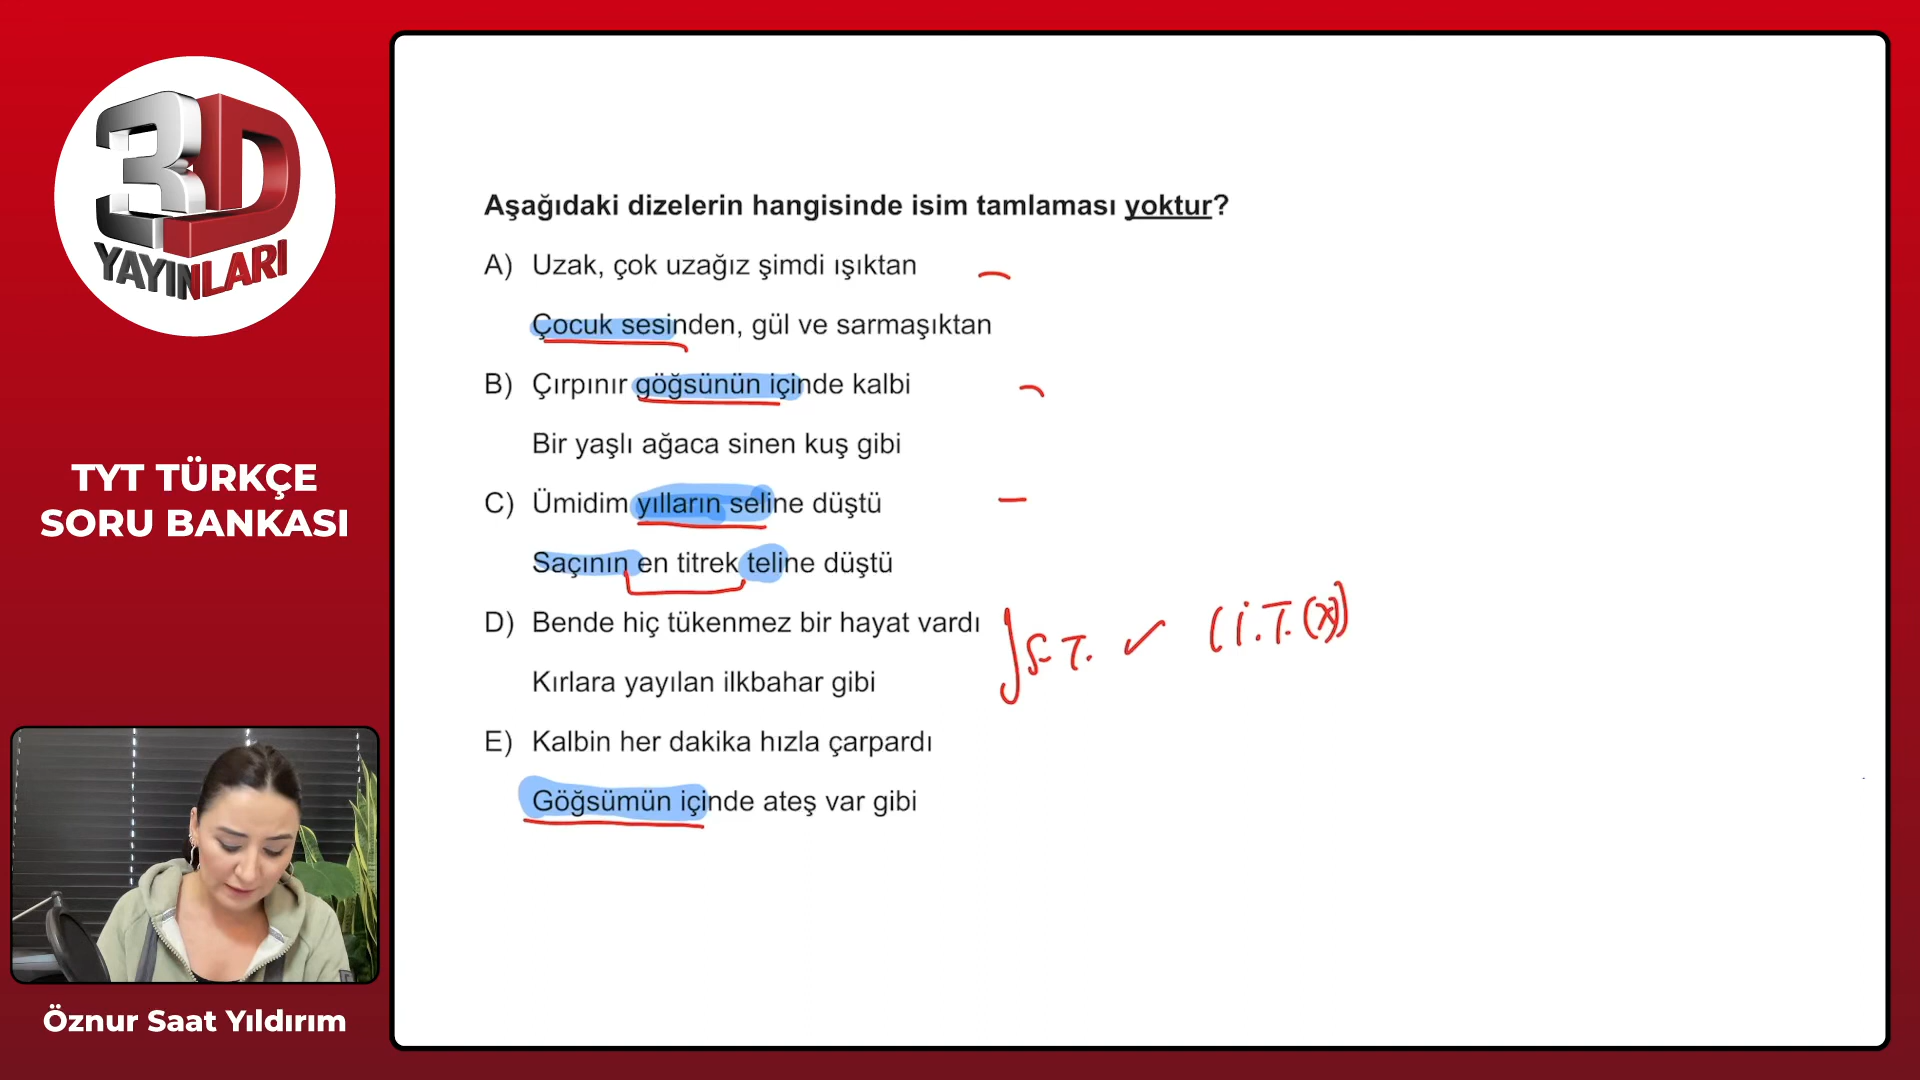 3D
YAYINLARI
TYT TÜRKÇE
SORU BANKASI
Öznur Saat Yıldırım
Aşağıdaki dizelerin hangisinde isim tamlaması yoktur?
A) Uzak, çok uzağız şimdi ışıktan
Çocuk sesinden, gül ve sarmaşıktan
B) Çırpınır göğsünün içinde kalbi
Bir yaşlı ağaca sinen kuş gibi
C) Ümidim yılların seline düştü
Saçının en titrek teline düştü
D) Bende hiç tükenmez bir hayat vardı
Kırlara yayılan ilkbahar gibi
S.T. ✓ (İ.T.(x))
E) Kalbin her dakika hızla çarpardı
Göğsümün içinde ateş var gibi